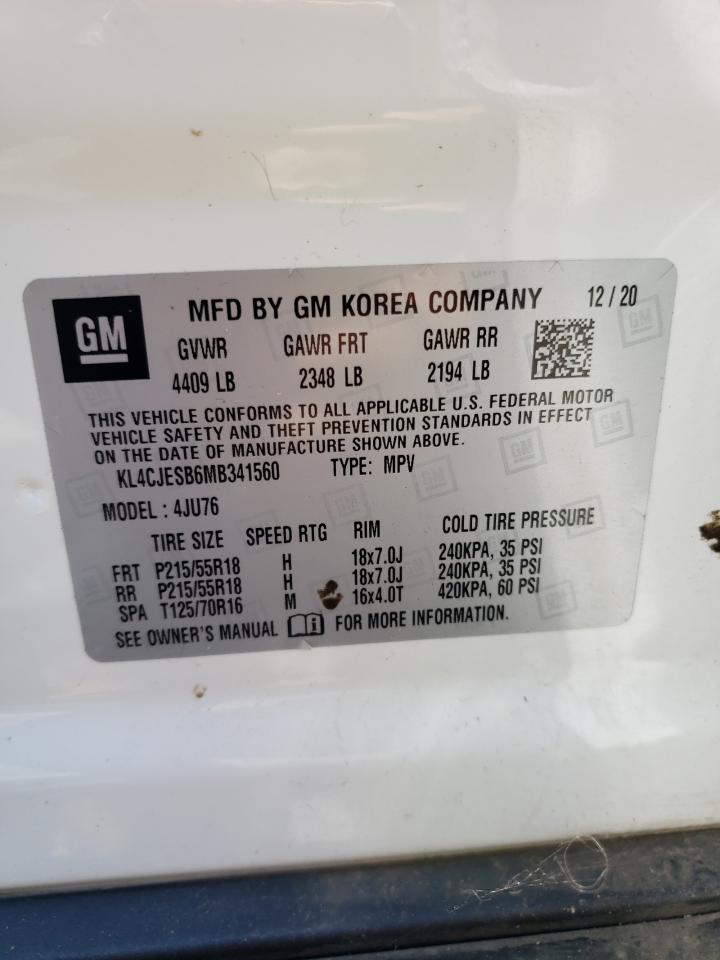 GM MFD BY GM KOREA COMPANY 12/20
GVWR GAWR FRT GAWR RR
4409 LB 2348 LB 2194 LB
THIS VEHICLE CONFORMS TO ALL APPLICABLE U.S. FEDERAL MOTOR
VEHICLE SAFETY AND THEFT PREVENTION STANDARDS IN EFFECT
ON THE DATE OF MANUFACTURE SHOWN ABOVE.
KL4CJESB6MB341560 TYPE: MPV
MODEL : 4JU76
TIRE SIZE SPEED RTG RIM COLD TIRE PRESSURE
FRT P215/55R18 H 18x7.0J 240KPA, 35 PSI
RR P215/55R18 H 18x7.0J 240KPA, 35 PSI
SPA T125/70R16 M 16x4.0T 420KPA, 60 PSI
SEE OWNER'S MANUAL i FOR MORE INFORMATION.